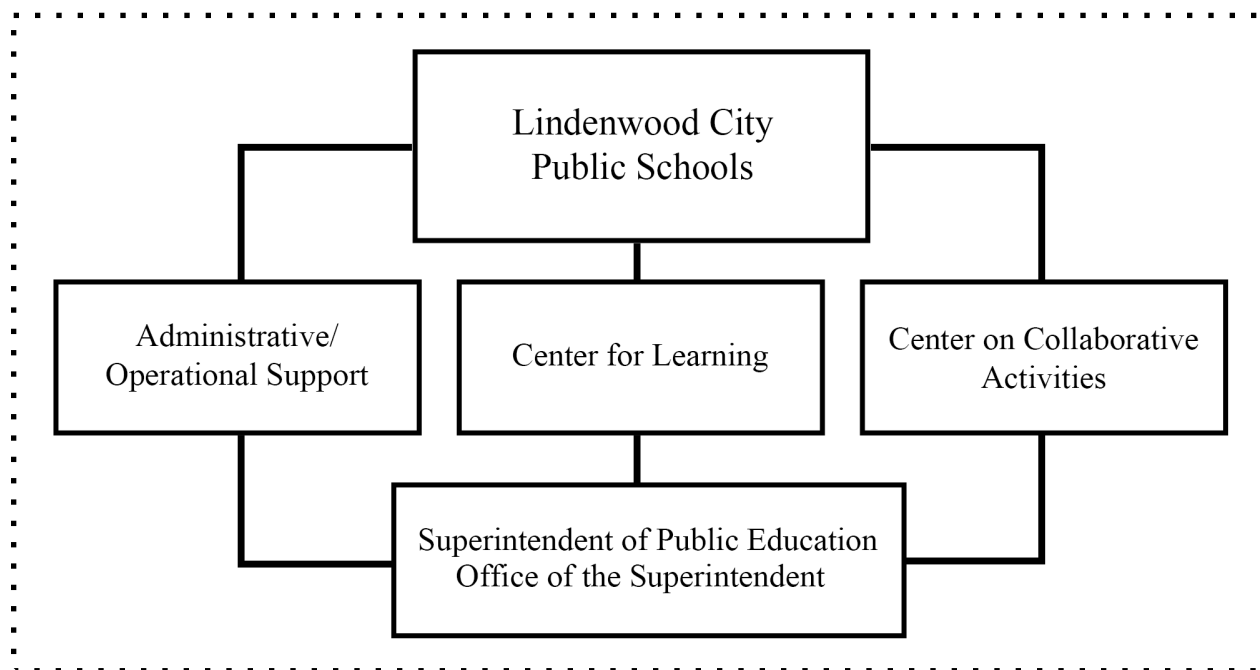 Lindenwood City
Public Schools
Administrative/
Operational Support
Center for Learning
Center on Collaborative
Activities
Superintendent of Public Education
Office of the Superintendent